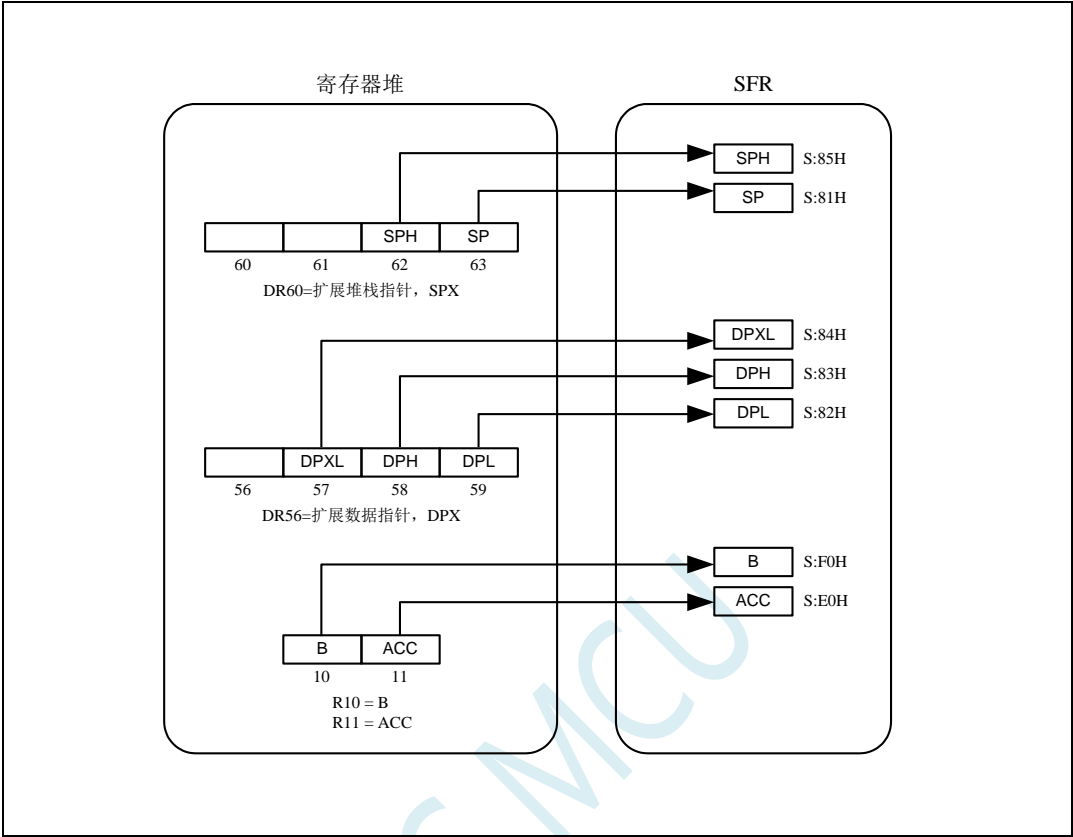 寄存器堆 SFR
SPH S:85H
SP S:81H
SPH SP
60 61 62 63
DR60=扩展堆栈指针，SPX
DPXL S:84H
DPH S:83H
DPL S:82H
DPXL DPH DPL
56 57 58 59
DR56=扩展数据指针，DPX
B S:F0H
ACC S:E0H
B ACC
10 11
R10 = B
R11 = ACC
MCU